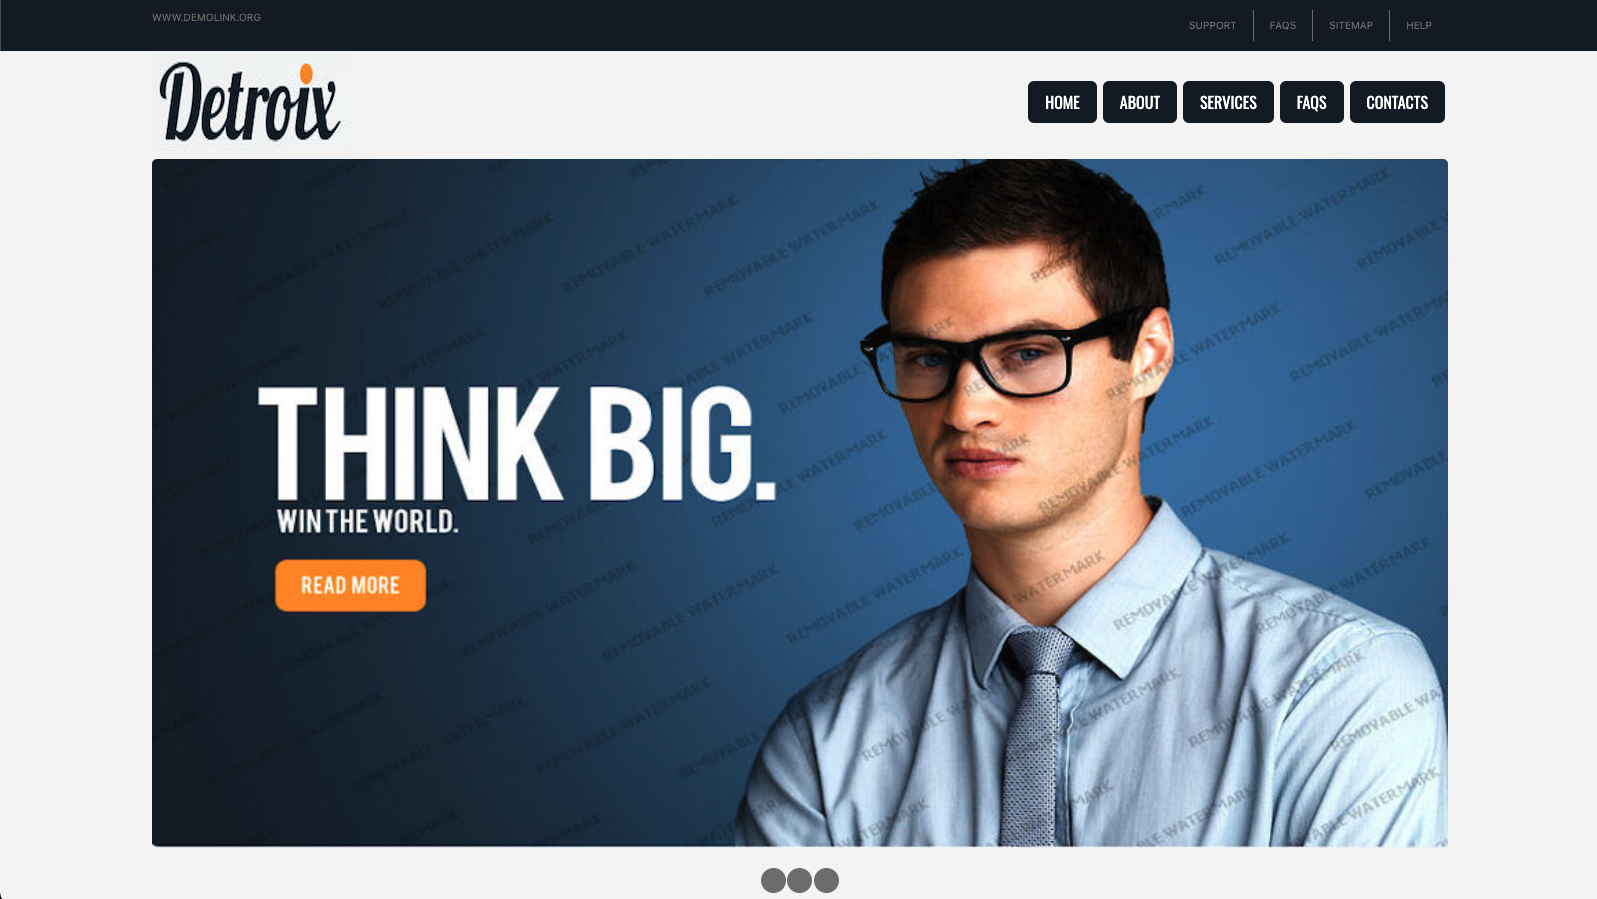 WWW.DEMOLINK.ORG
SUPPORT FAQS SITEMAP HELP
Detroix
HOME ABOUT SERVICES FAQS CONTACTS
THINK BIG.
WIN THE WORLD.
READ MORE
REMOVABLE WATERMARK